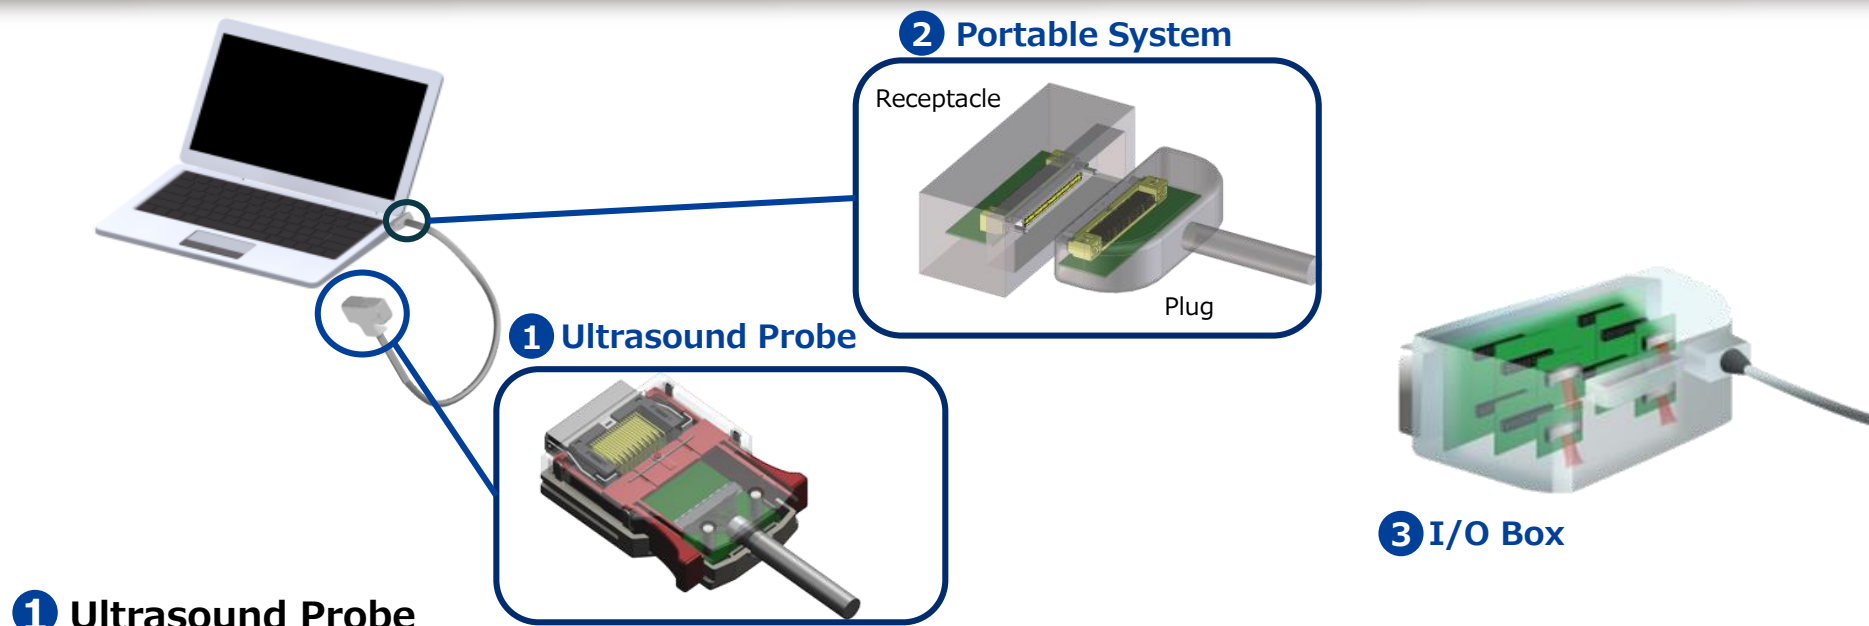 2 Portable System
Receptacle
Plug
1 Ultrasound Probe
3 I/O Box
1 Ultrasound Probe